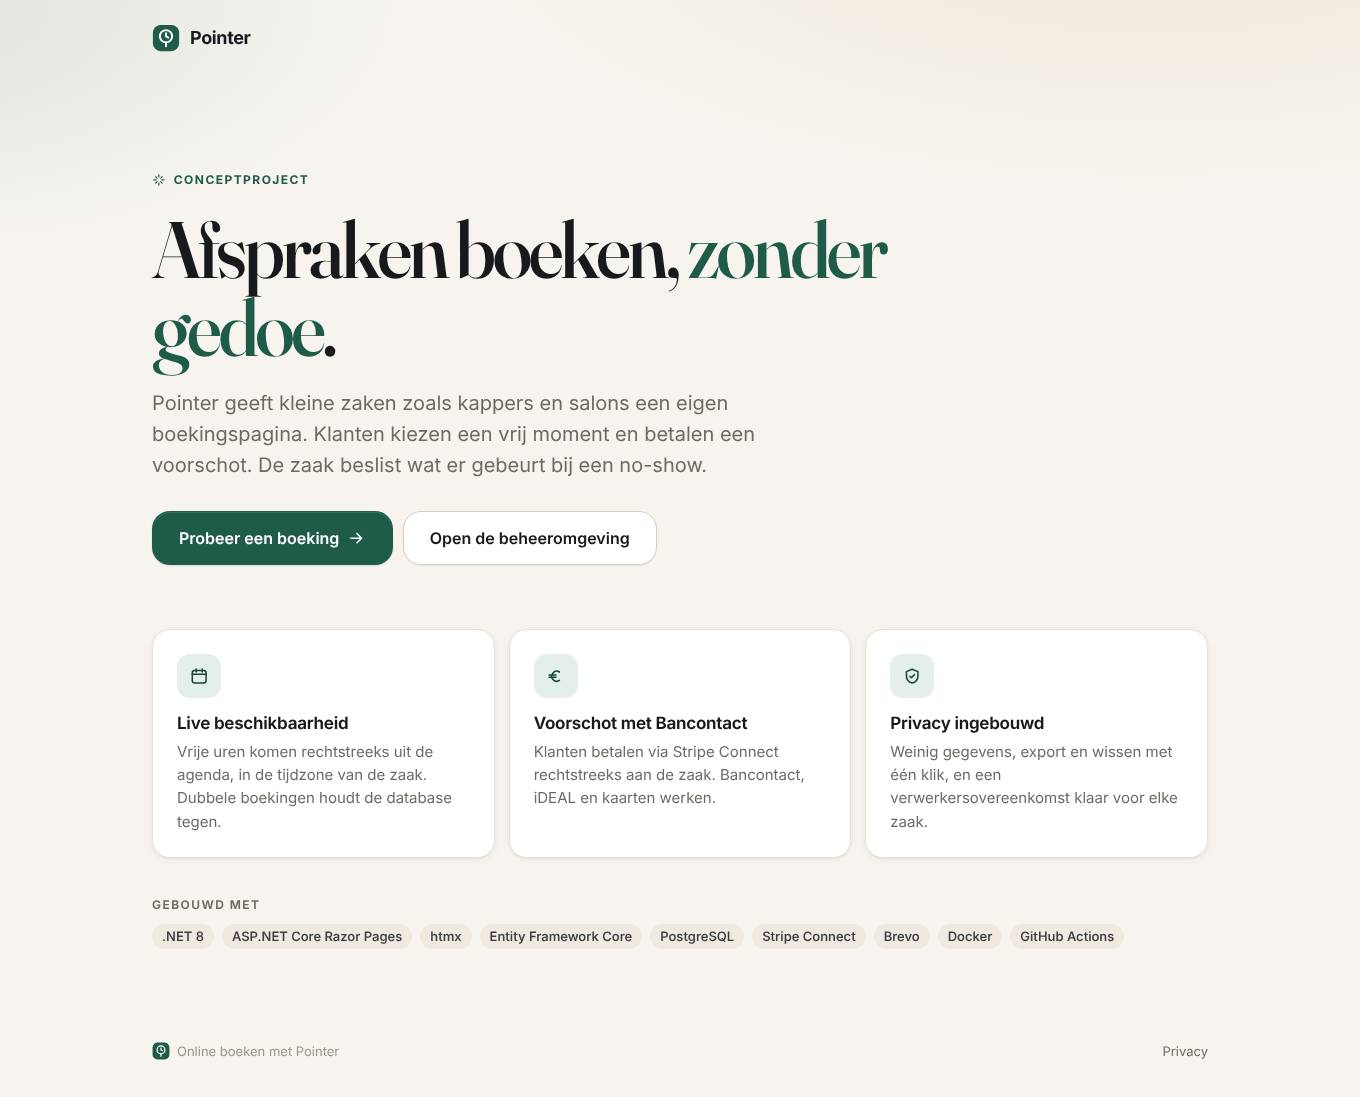 Pointer
CONCEPTPROJECT
Afspraken boeken, zonder
gedoe.
Pointer geeft kleine zaken zoals kappers en salons een eigen
boekingspagina. Klanten kiezen een vrij moment en betalen een
voorschot. De zaak beslist wat er gebeurt bij een no-show.
Probeer een boeking →
Open de beheeromgeving
Live beschikbaarheid
Vrije uren komen rechtstreeks uit de
agenda, in de tijdzone van de zaak.
Dubbele boekingen houdt de database
tegen.
€
Voorschot met Bancontact
Klanten betalen via Stripe Connect
rechtstreeks aan de zaak. Bancontact,
iDEAL en kaarten werken.
Privacy ingebouwd
Weinig gegevens, export en wissen met
één klik, en een
verwerkersovereenkomst klaar voor elke
zaak.
GEBOUWD MET
.NET 8
ASP.NET Core Razor Pages
htmx
Entity Framework Core
PostgreSQL
Stripe Connect
Brevo
Docker
GitHub Actions
Online boeken met Pointer
Privacy